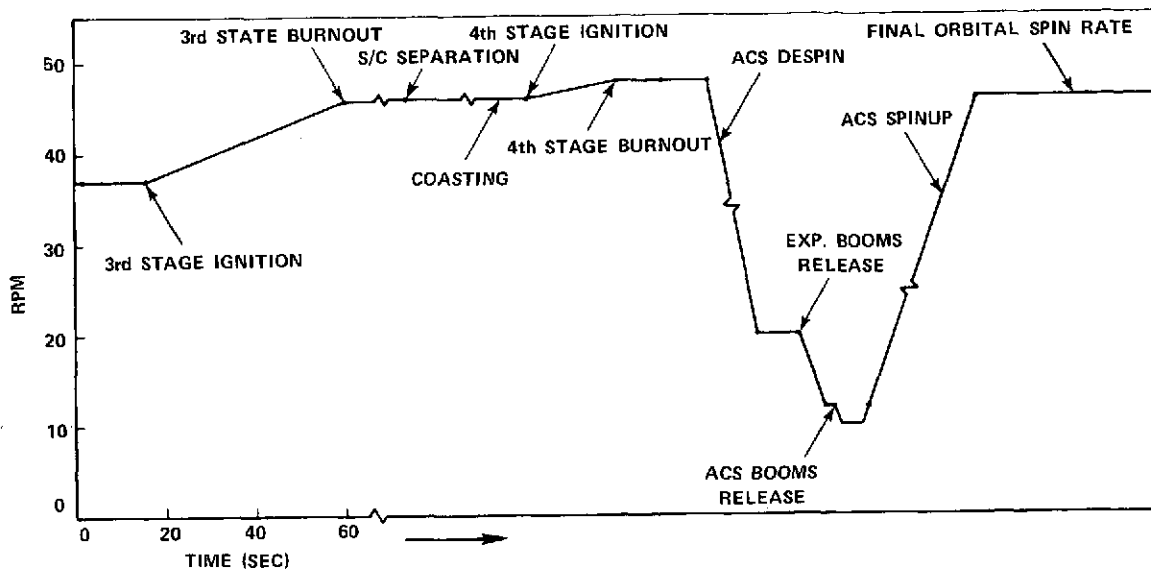 3rd STATE BURNOUT
4th STAGE IGNITION
FINAL ORBITAL SPIN RATE
S/C SEPARATION
ACS DESPIN
ACS SPINUP
4th STAGE BURNOUT
COASTING
3rd STAGE IGNITION
EXP. BOOMS
RELEASE
ACS BOOMS
RELEASE
50
40
30
20
10
0
RPM
0 20 40 60
TIME (SEC)